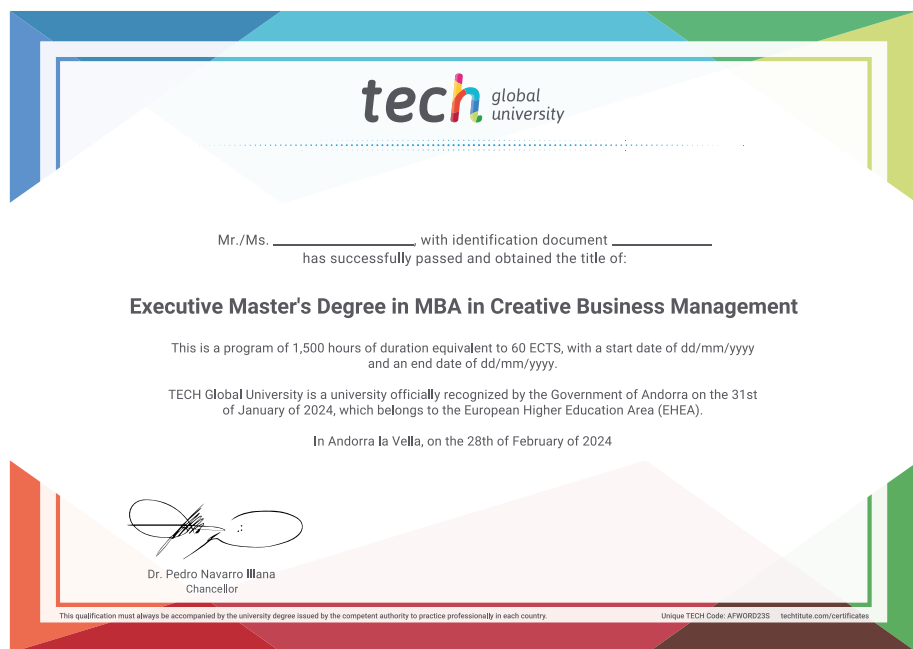 tech global university
Mr./Ms. ____________, with identification document ____________
has successfully passed and obtained the title of:
Executive Master's Degree in MBA in Creative Business Management
This is a program of 1,500 hours of duration equivalent to 60 ECTS, with a start date of dd/mm/yyyy
and an end date of dd/mm/yyyy.
TECH Global University is a university officially recognized by the Government of Andorra on the 31st
of January of 2024, which belongs to the European Higher Education Area (EHEA).
In Andorra la Vella, on the 28th of February of 2024
Dr. Pedro Navarro Illana
Chancellor
This qualification must always be accompanied by the university degree issued by the competent authority to practice professionally in each country. Unique TECH Code: AFWORD23S techtitute.com/certificates